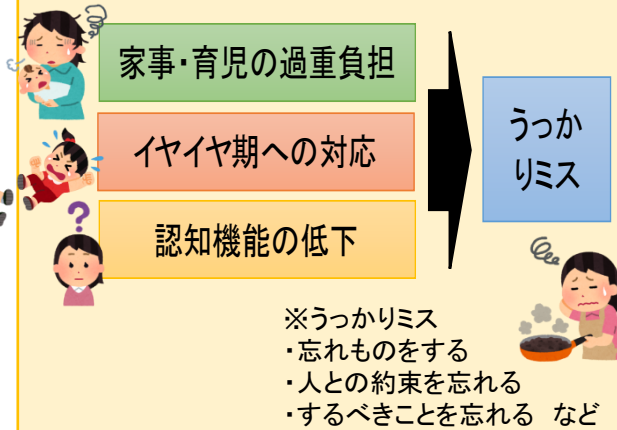 家事・育児の過重負担
イヤイヤ期への対応
認知機能の低下
うっか
りミス
?
※うっかりミス
・忘れものをする
・人との約束を忘れる
・するべきことを忘れる など